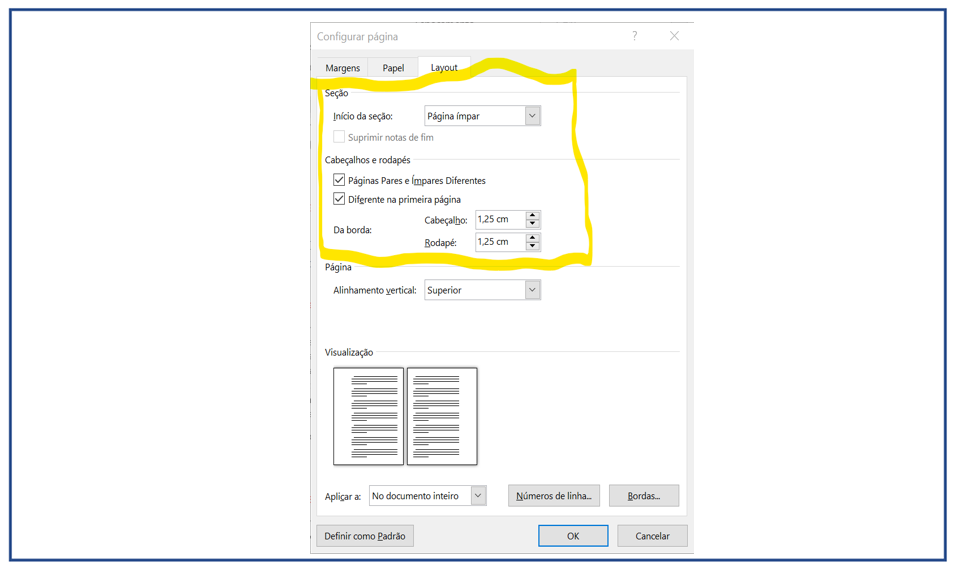 Configurar página ?
Margens Papel Layout
Seção
Início da seção: Página ímpar
Suprimir notas de fim
Cabeçalhos e rodapés
Páginas Pares e Ímpares Diferentes
Diferente na primeira página
Da borda:
Cabeçalho: 1,25 cm
Rodapé: 1,25 cm
Página
Alinhamento vertical: Superior
Visualização
Aplicar a: No documento inteiro Números de linha... Bordas...
Definir como Padrão OK Cancelar